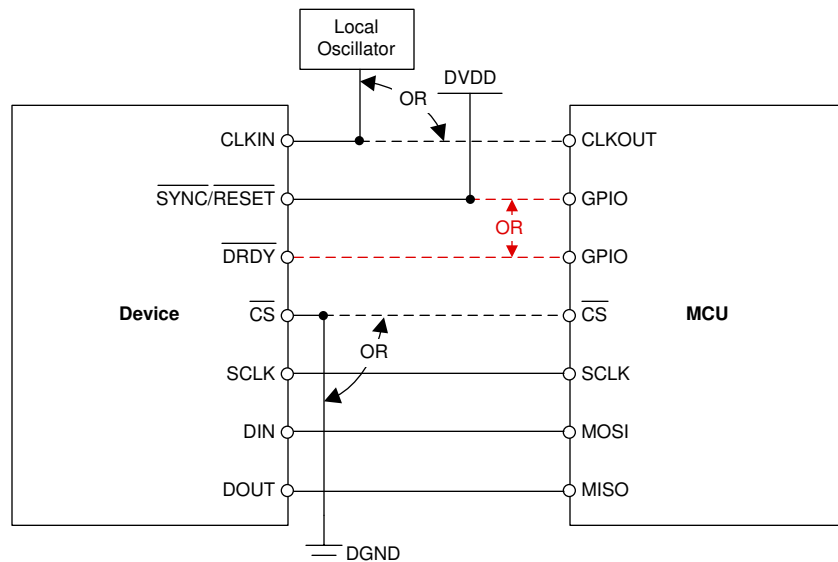 Local
Oscillator
DVDD
OR
CLKIN
CLKOUT
SYNC/RESET
GPIO
OR
DRDY
GPIO
Device
CS
CS
MCU
OR
SCLK
SCLK
DIN
MOSI
DOUT
MISO
DGND